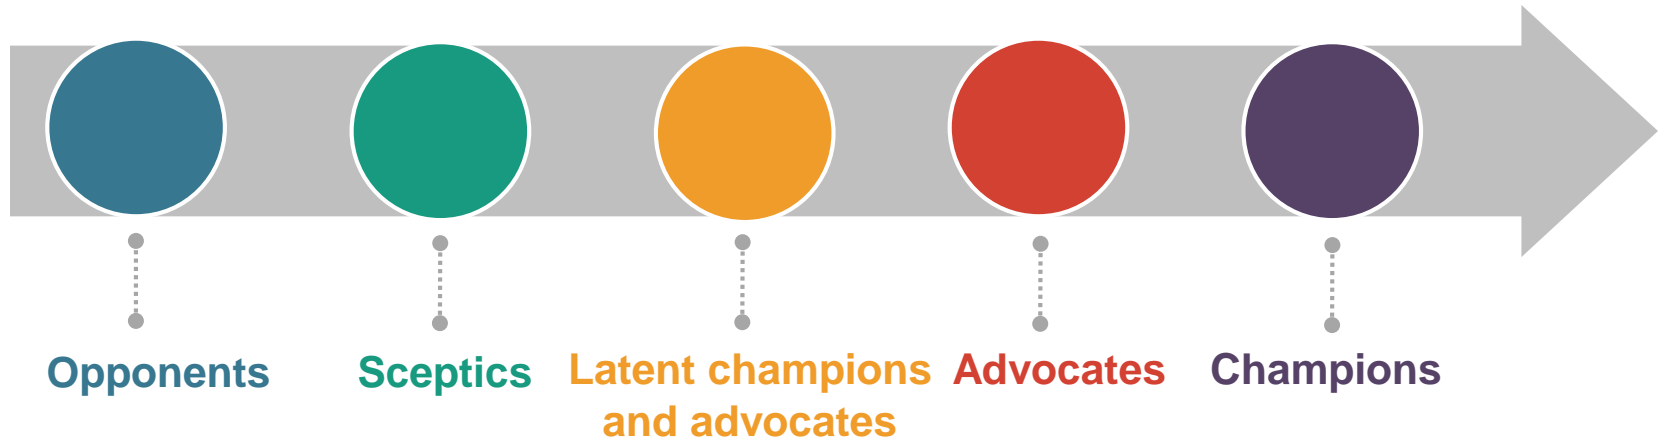 Opponents
Sceptics
Latent champions
and advocates
Advocates
Champions